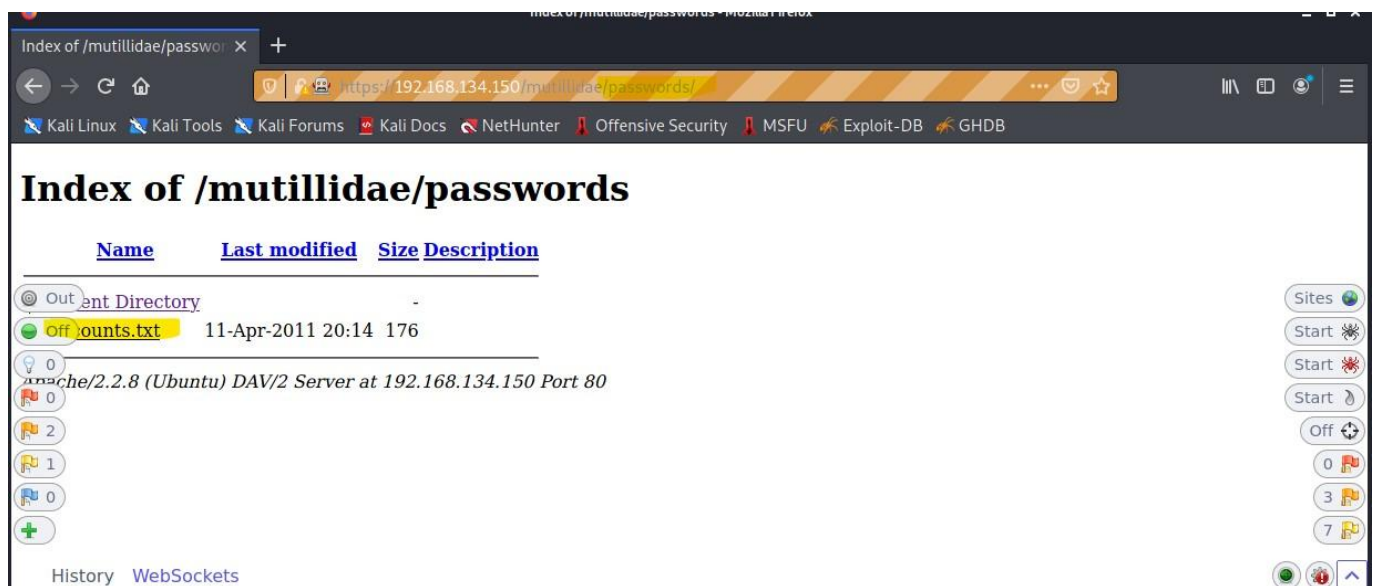 Index of /mutillidae/passwords - Mozilla Firefox
Index of /mutillidae/passwor
https://192.168.134.150/mutillidae/passwords/
Kali Linux Kali Tools Kali Forums Kali Docs NetHunter Offensive Security MSFU Exploit-DB GHDB
Index of /mutillidae/passwords
Name Last modified Size Description
ent Directory -
counts.txt 11-Apr-2011 20:14 176
Apache/2.2.8 (Ubuntu) DAV/2 Server at 192.168.134.150 Port 80
Out
Off
0
0
2
1
0
Sites
Start
Start
Start
Off
0
3
7
History WebSockets